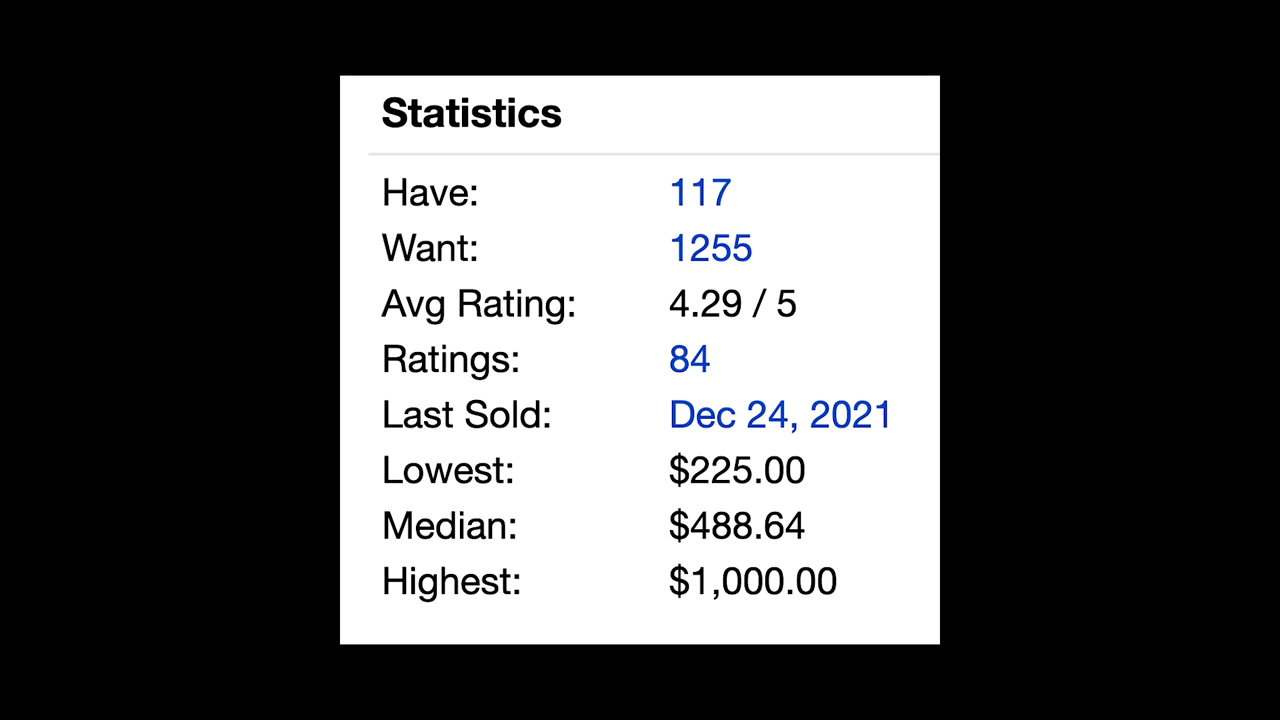 Statistics
Have: 117
Want: 1255
Avg Rating: 4.29 / 5
Ratings: 84
Last Sold: Dec 24, 2021
Lowest: $225.00
Median: $488.64
Highest: $1,000.00